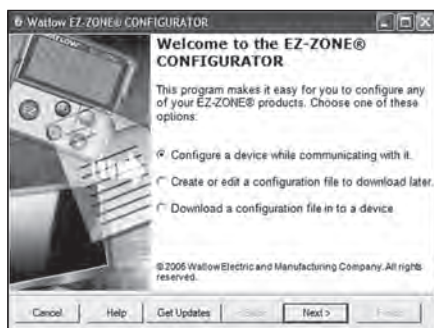 Watlow EZ-ZONE® CONFIGURATOR
Welcome to the EZ-ZONE®
CONFIGURATOR
This program makes it easy for you to configure any
of your EZ-ZONE® products. Choose one of these
options:
Configure a device while communicating with it.
Create or edit a configuration file to download later.
Download a configuration file in to a device
©2006 Watlow Electric and Manufacturing Company. All rights
reserved.
Cancel Help Get Updates Next >